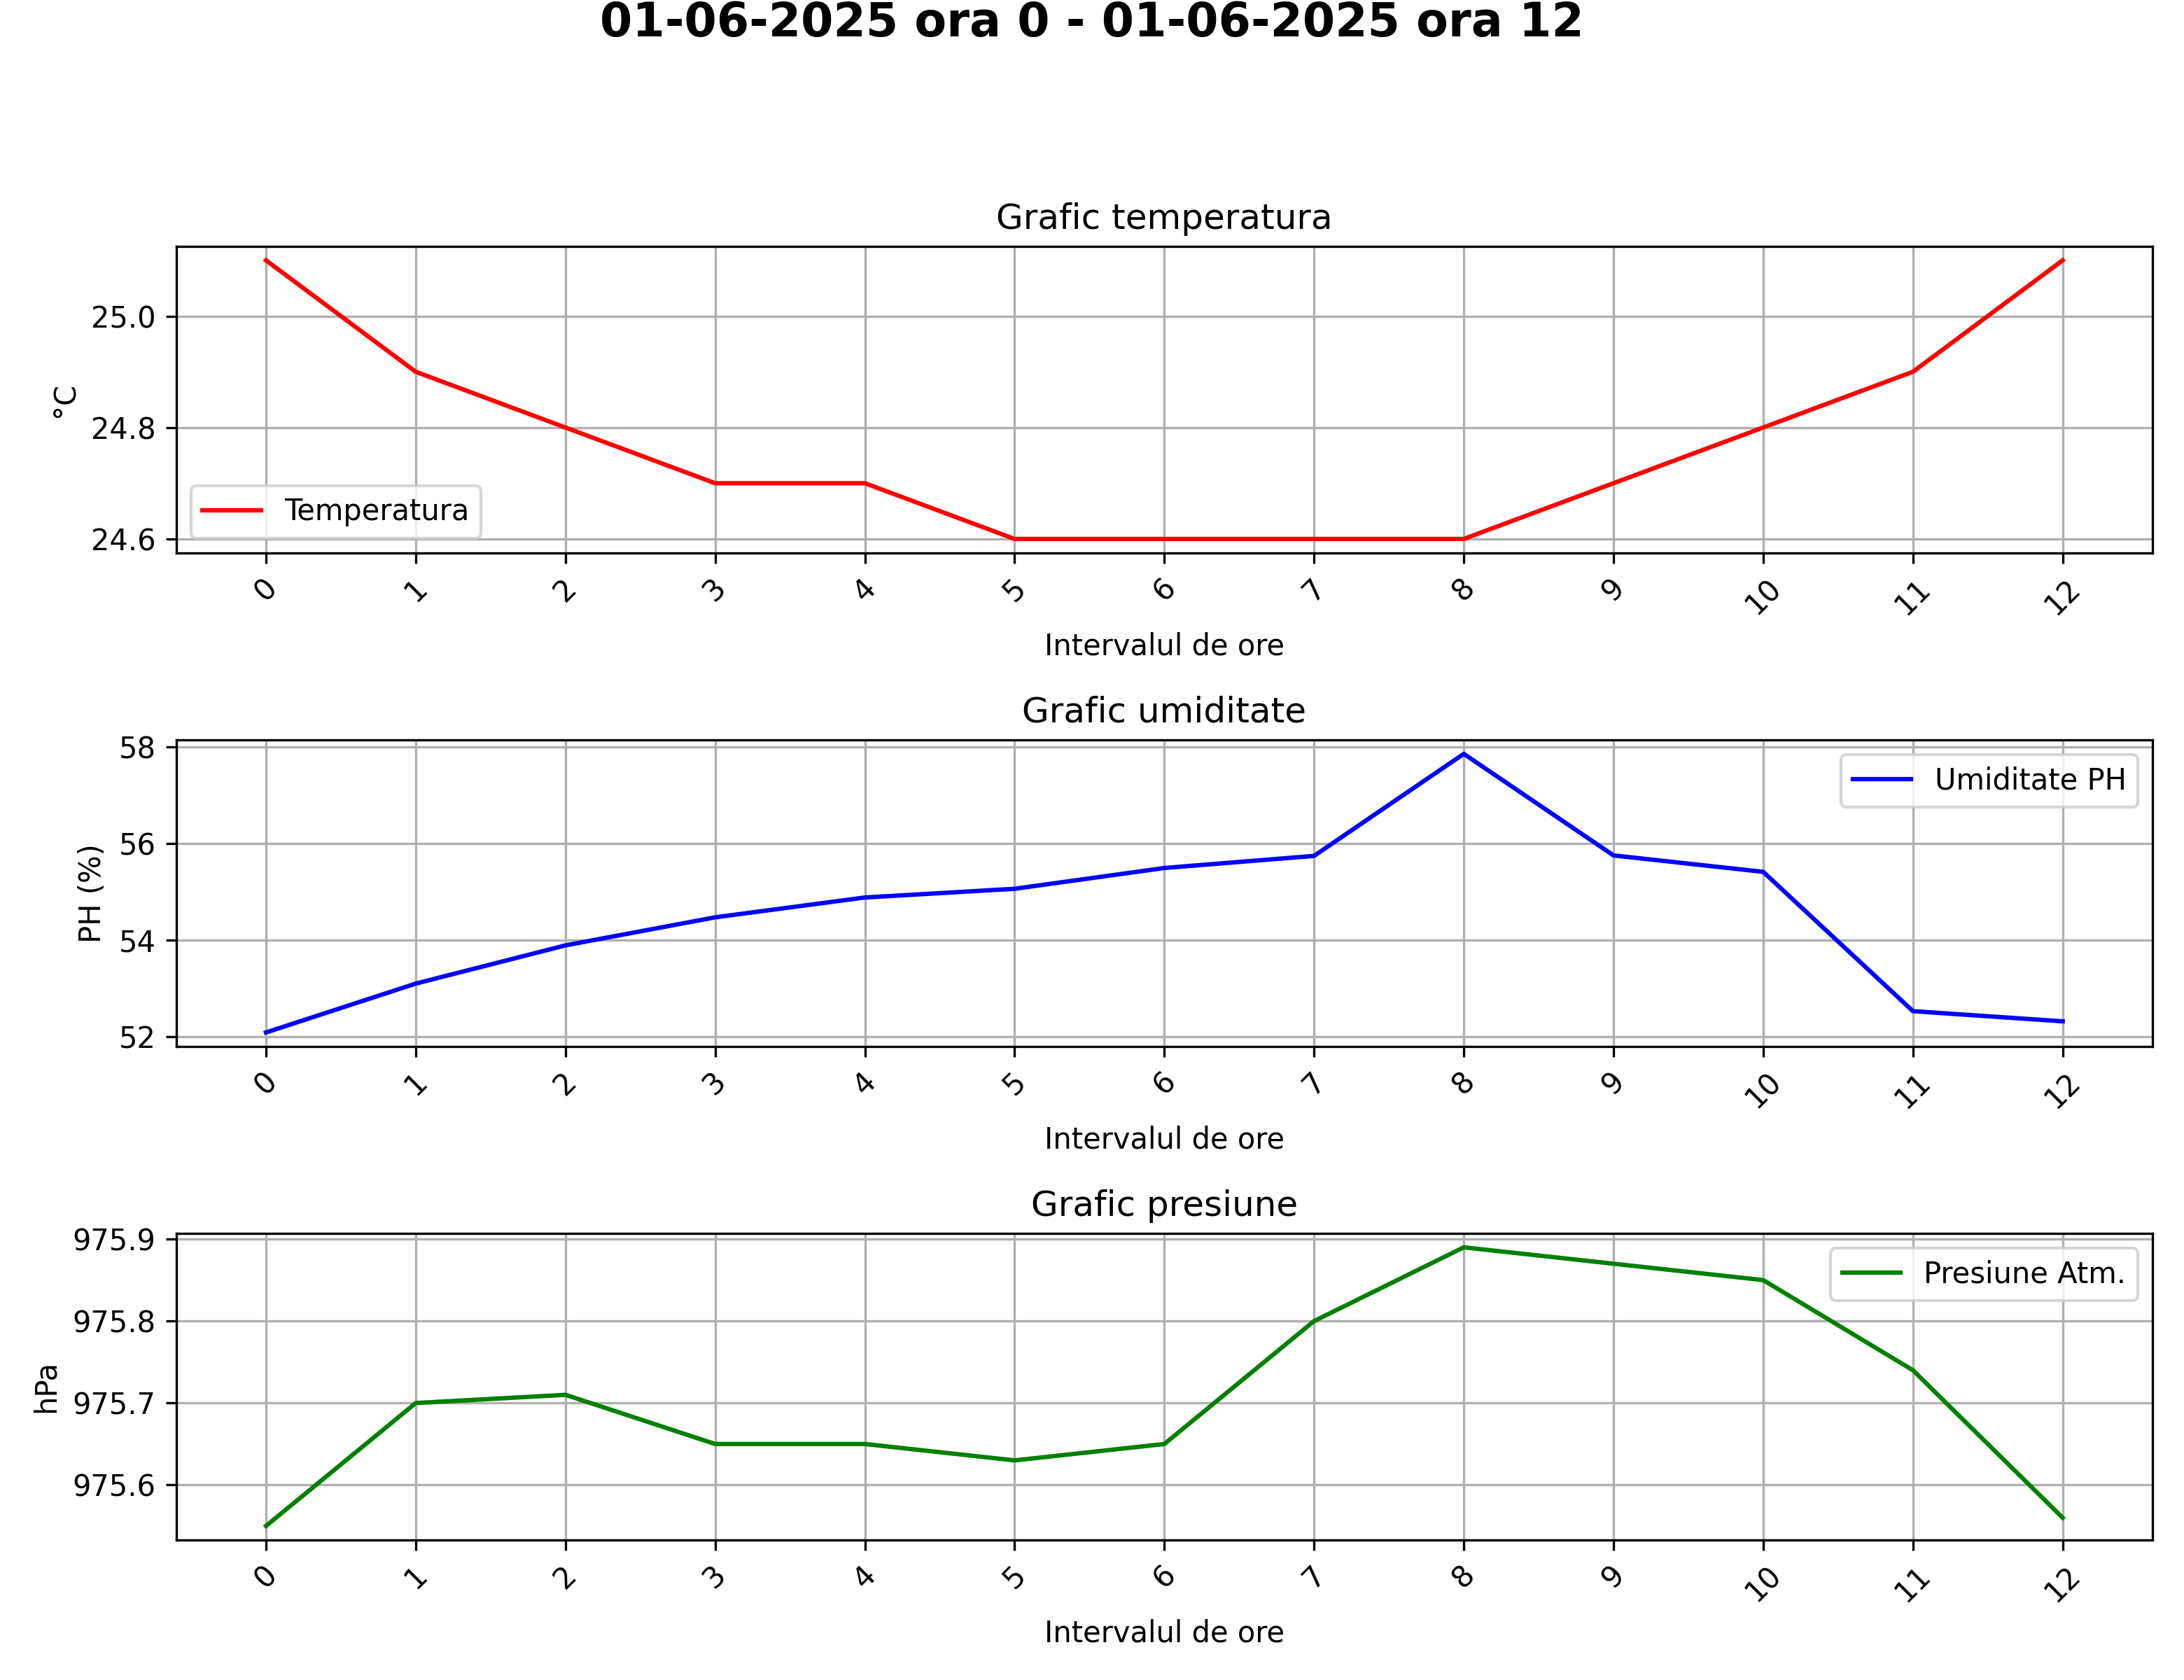 01-06-2025 ora 0 - 01-06-2025 ora 12
Grafic temperatura
°C
25.0
24.8
24.6
Temperatura
0 1 2 3 4 5 6 7 8 9 10 11 12
Intervalul de ore
Grafic umiditate
PH (%)
58
56
54
52
Umiditate PH
0 1 2 3 4 5 6 7 8 9 10 11 12
Intervalul de ore
Grafic presiune
hPa
975.9
975.8
975.7
975.6
Presiune Atm.
0 1 2 3 4 5 6 7 8 9 10 11 12
Intervalul de ore